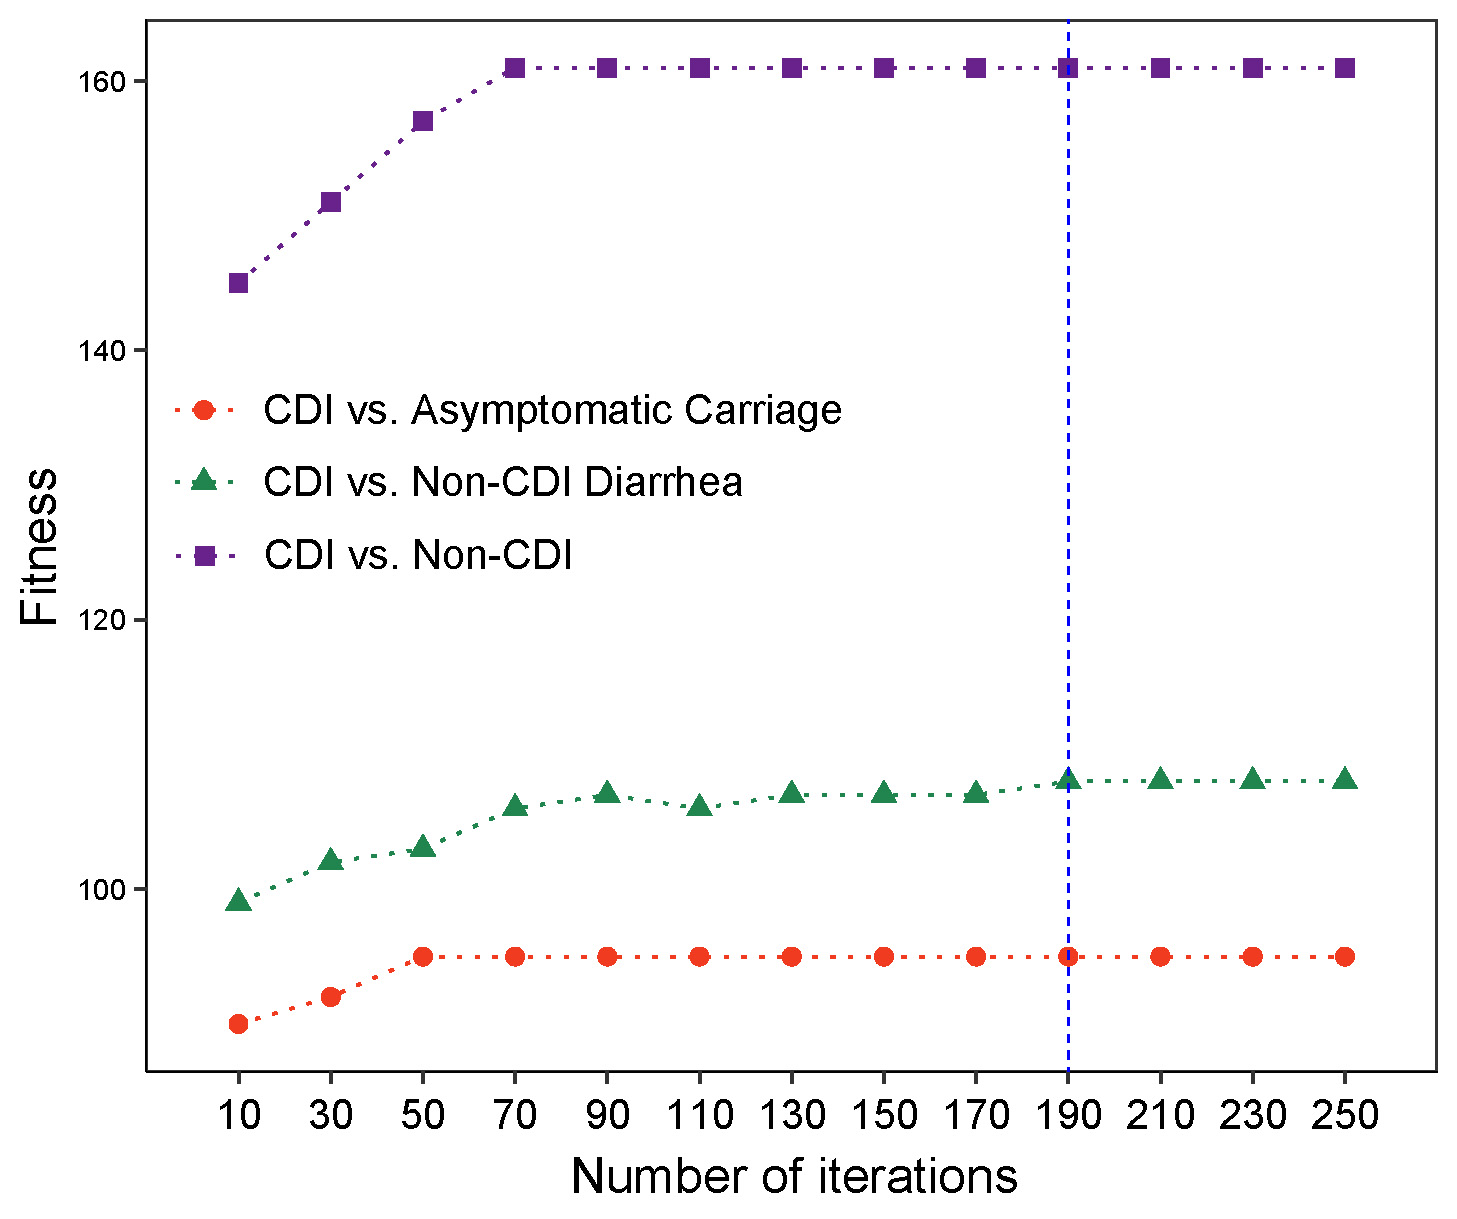 160
140
120
100
Fitness
CDI vs. Asymptomatic Carriage
CDI vs. Non-CDI Diarrhea
CDI vs. Non-CDI
10 30 50 70 90 110 130 150 170 190 210 230 250
Number of iterations